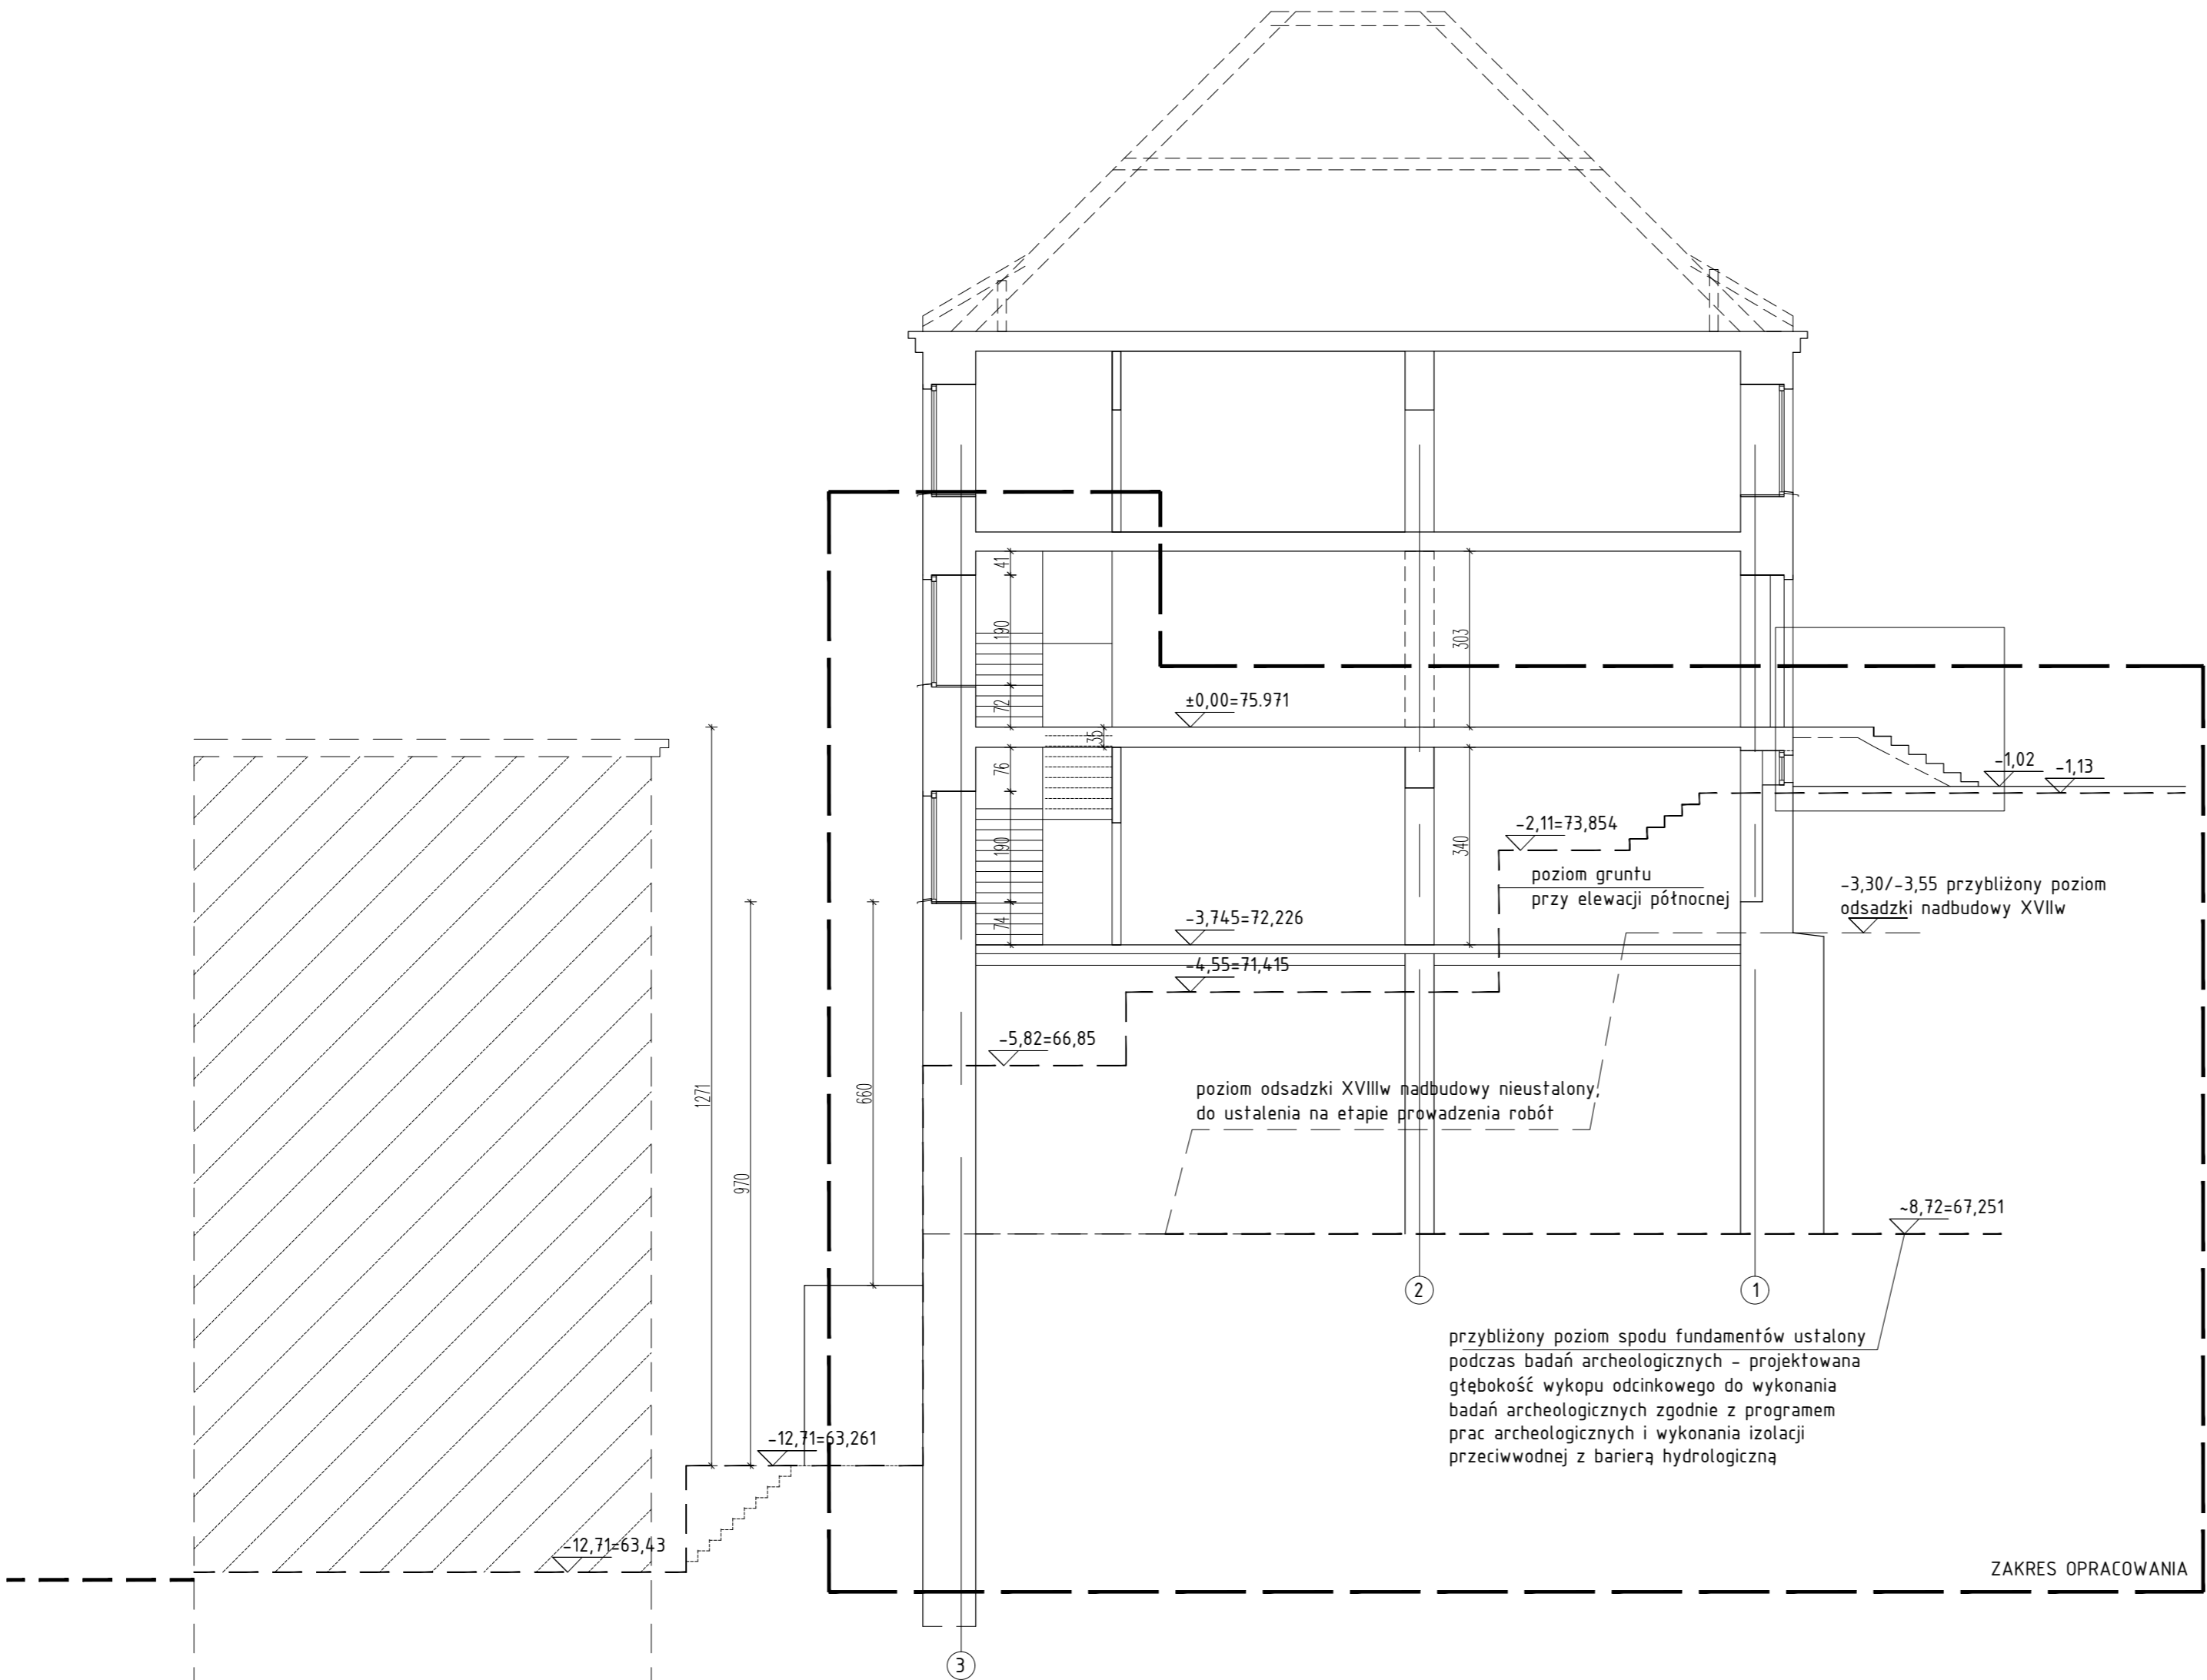 41
190
72
303
±0,00=75.971
35
76
190
74
340
-1,02
-1,13
-2,11=73,854
poziom gruntu
przy elewacji północnej
-3,30/-3,55 przybliżony poziom
odsadzki nadbudowy XVIIw
-3,745=72,226
-4,55=71,415
-5,82=66,85
1271
970
660
poziom odsadzki XVIIIw nadbudowy nieustalony,
do ustalenia na etapie prowadzenia robót
~8,72=67,251
2
1
przybliżony poziom spodu fundamentów ustalony
podczas badań archeologicznych - projektowana
głębokość wykopu odcinkowego do wykonania
badań archeologicznych zgodnie z programem
prac archeologicznych i wykonania izolacji
przeciwwodnej z barierą hydrologiczną
-12,71=63,261
-12,71=63,43
ZAKRES OPRACOWANIA
3